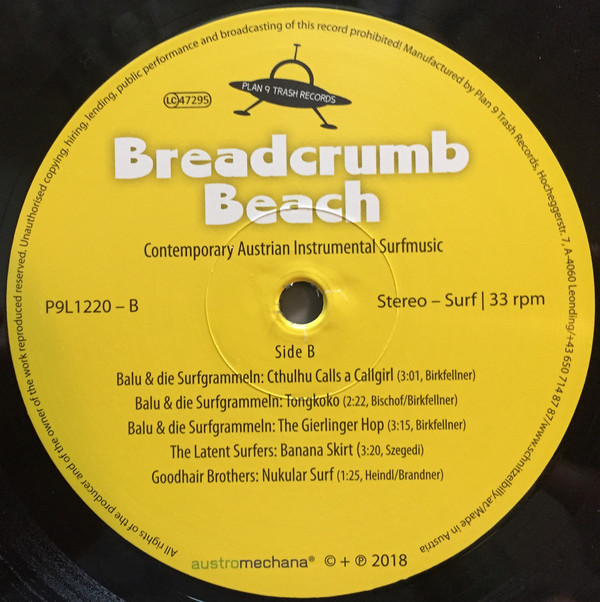 All rights of the producer and of the owner of the work reproduced reserved. Unauthorised copying, hiring, lending, public performance and broadcasting of this record prohibited! Manufactured by Plan 9 Trash Records, Hocheggerstr. 7, A-4060 Leonding/+43 650 714 87 87/www.schnitzelbilly.at/Made in Austria
PLAN 9 TRASH RECORDS
LC 47295
Breadcrumb
Beach
Contemporary Austrian Instrumental Surfmusic
P9L1220 – B
Stereo – Surf | 33 rpm
Side B
Balu & die Surfgrammeln: Cthulhu Calls a Callgirl (3:01, Birkfellner)
Balu & die Surfgrammeln: Tongkoko (2:22, Bischof/Birkfellner)
Balu & die Surfgrammeln: The Gierlinger Hop (3:15, Birkfellner)
The Latent Surfers: Banana Skirt (3:20, Szegedi)
Goodhair Brothers: Nukular Surf (1:25, Heindl/Brandner)
austromechana® © + ℗ 2018